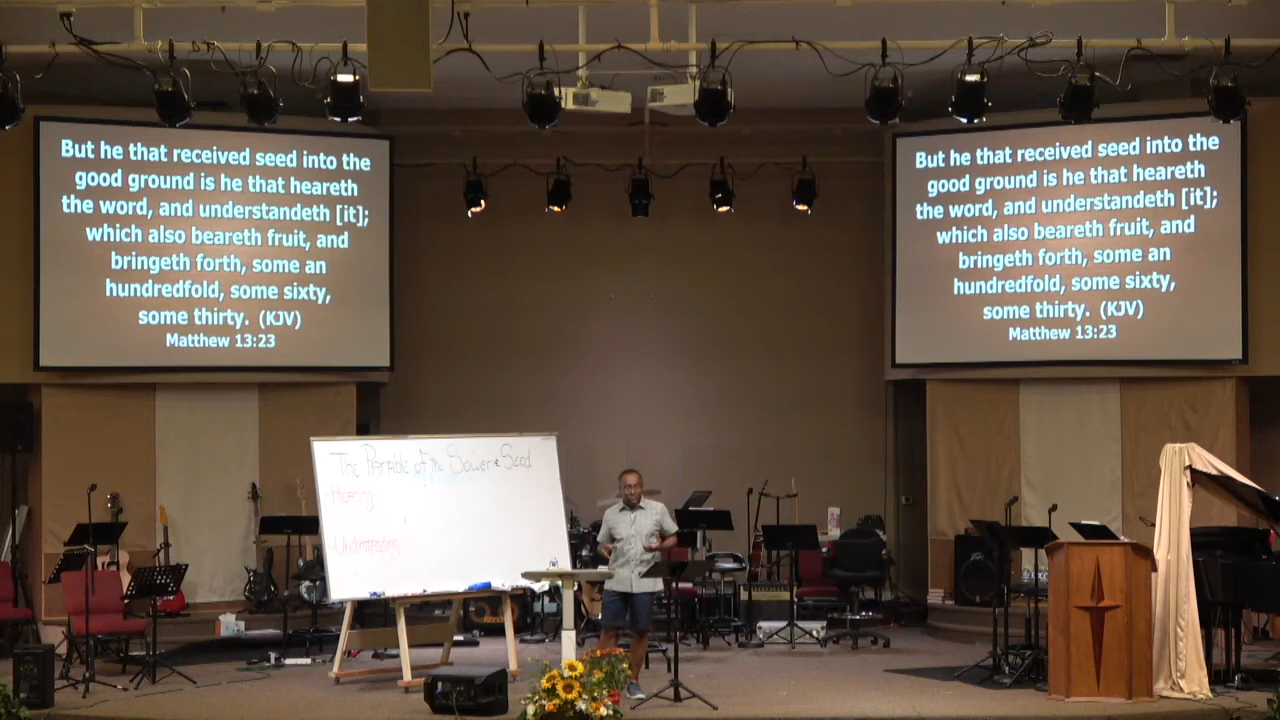 But he that received seed into the
good ground is he that heareth
the word, and understandeth [it];
which also beareth fruit, and
bringeth forth, some an
hundredfold, some sixty,
some thirty. (KJV)
Matthew 13:23
But he that received seed into the
good ground is he that heareth
the word, and understandeth [it];
which also beareth fruit, and
bringeth forth, some an
hundredfold, some sixty,
some thirty. (KJV)
Matthew 13:23
The Parable of the Sower & Seed
-Hearing
-Understanding
PEAVEY